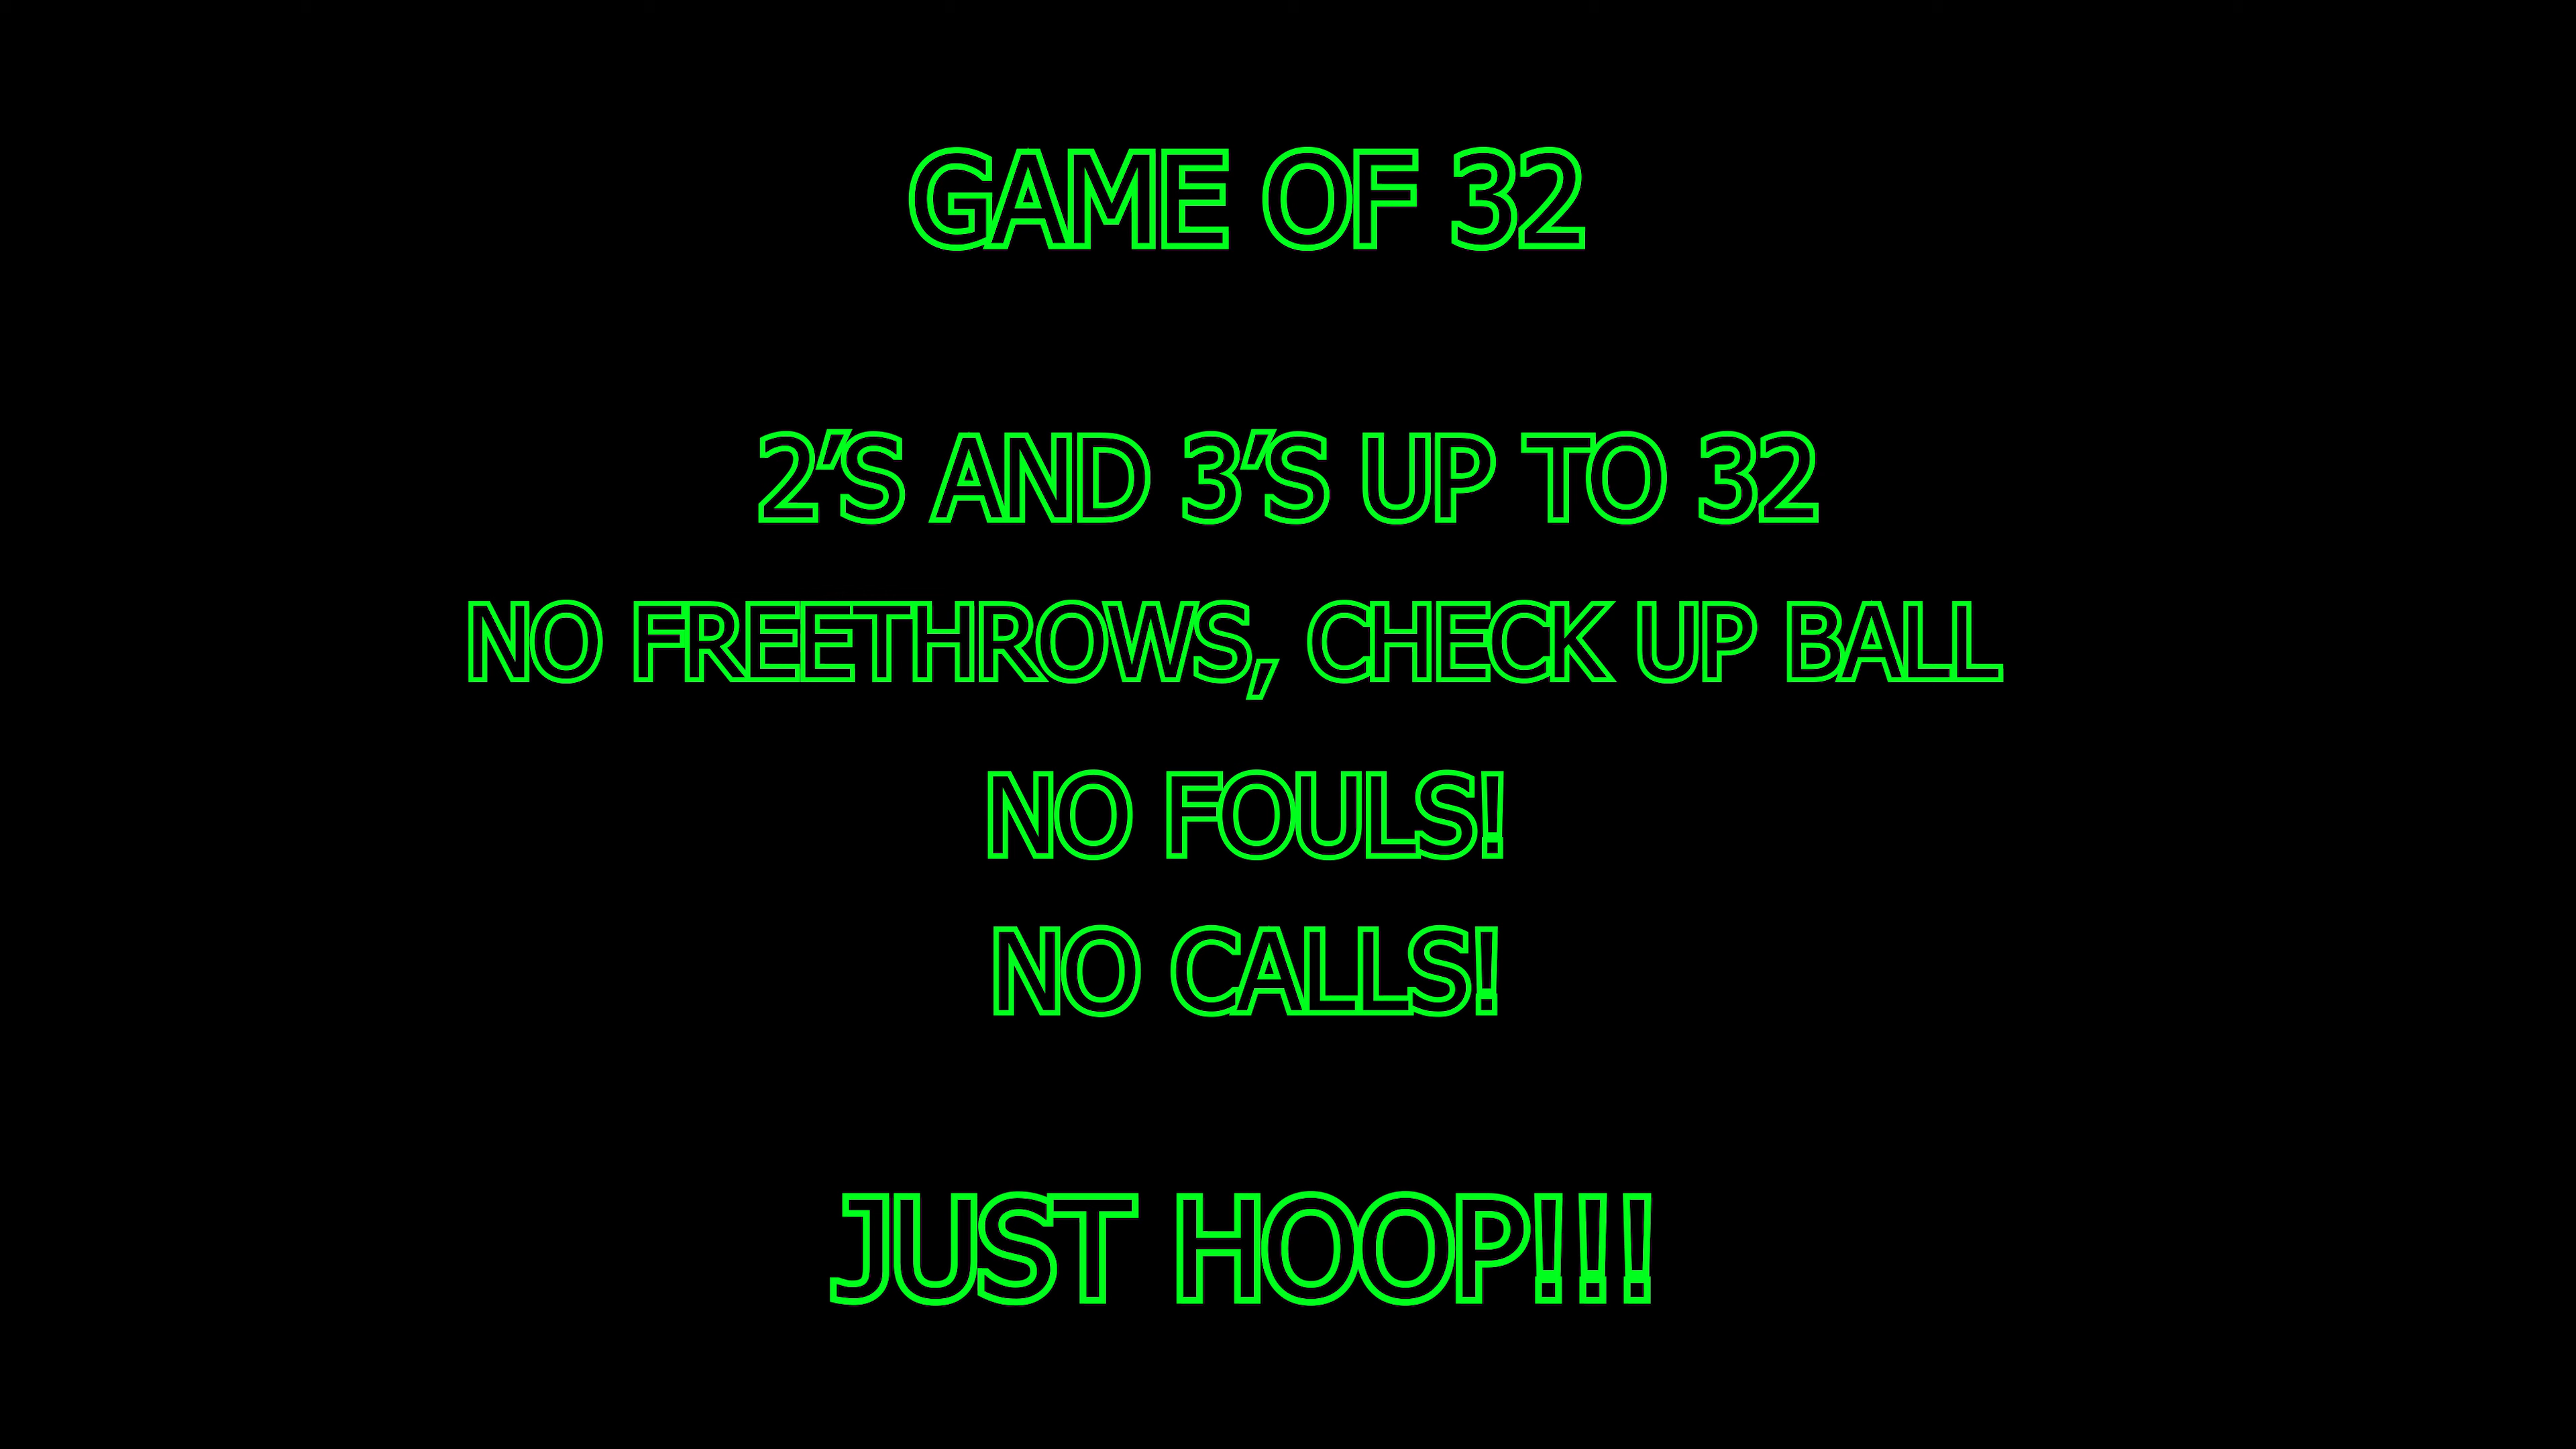 GAME OF 32
2’S AND 3’S UP TO 32
NO FREETHROWS, CHECK UP BALL
NO FOULS!
NO CALLS!
JUST HOOP!!!